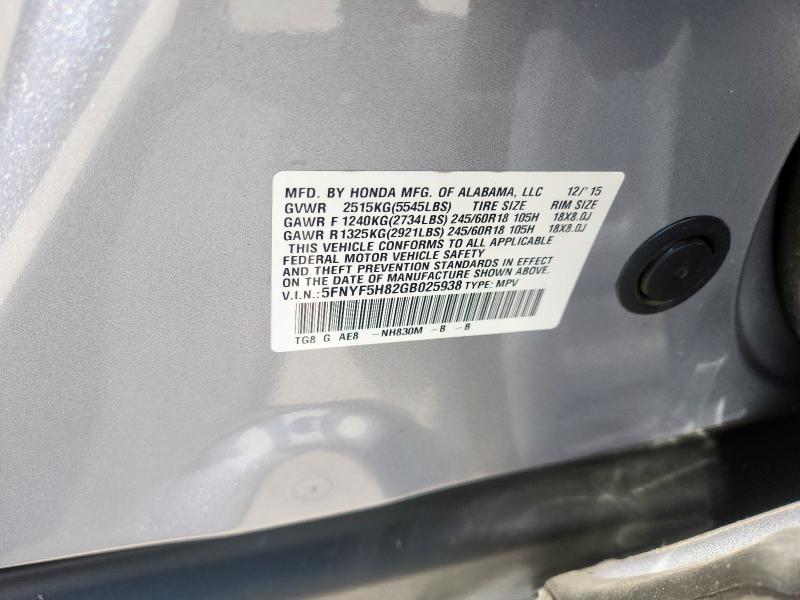 MFD. BY HONDA MFG. OF ALABAMA, LLC 12/'15
GVWR 2515KG(5545LBS) TIRE SIZE RIM SIZE
GAWR F 1240KG(2734LBS) 245/60R18 105H 18X8.0J
GAWR R 1325KG(2921LBS) 245/60R18 105H 18X8.0J
THIS VEHICLE CONFORMS TO ALL APPLICABLE
FEDERAL MOTOR VEHICLE SAFETY
AND THEFT PREVENTION STANDARDS IN EFFECT
ON THE DATE OF MANUFACTURE SHOWN ABOVE.
V.I.N.:5FNYF5H82GB025938 TYPE: MPV
TG8 G AE8 -NH830M -B -B